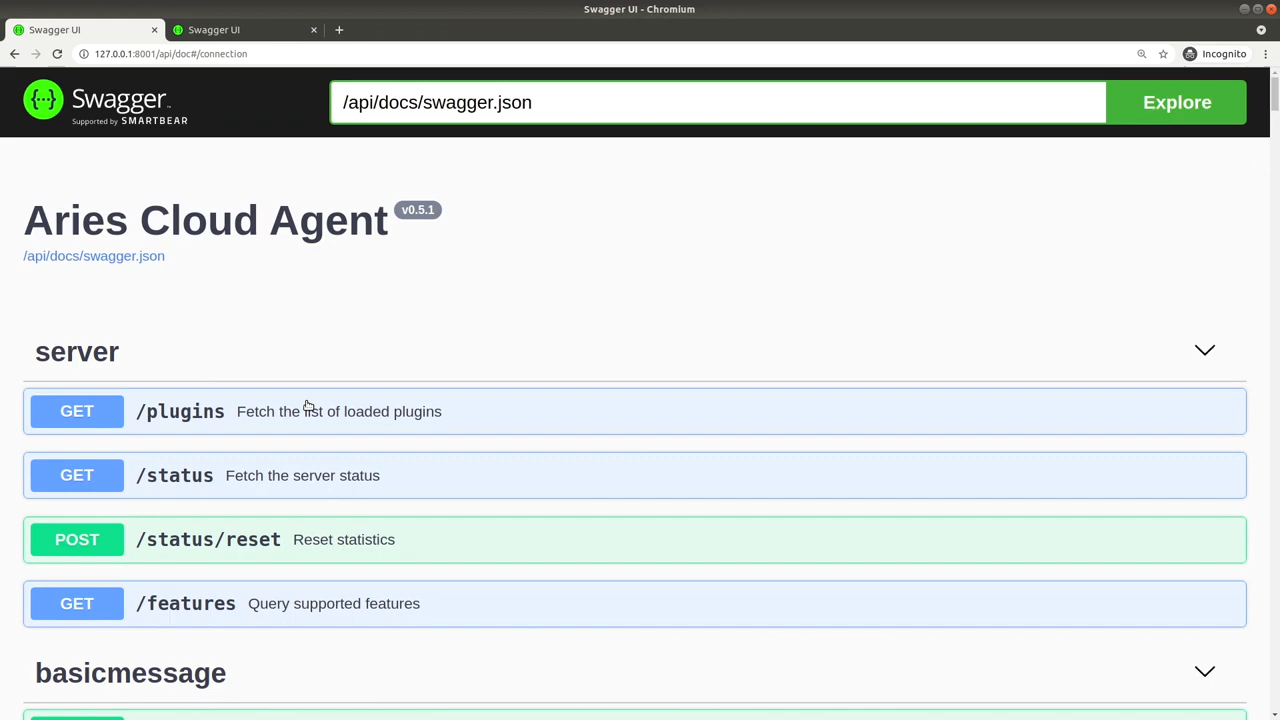 Swagger UI - Chromium
Swagger UI
Swagger UI
127.0.0.1:8001/api/doc#/connection
Incognito
Swagger
Supported by SMARTBEAR
/api/docs/swagger.json
Explore
Aries Cloud Agent v0.5.1
/api/docs/swagger.json
server
GET /plugins Fetch the list of loaded plugins
GET /status Fetch the server status
POST /status/reset Reset statistics
GET /features Query supported features
basicmessage